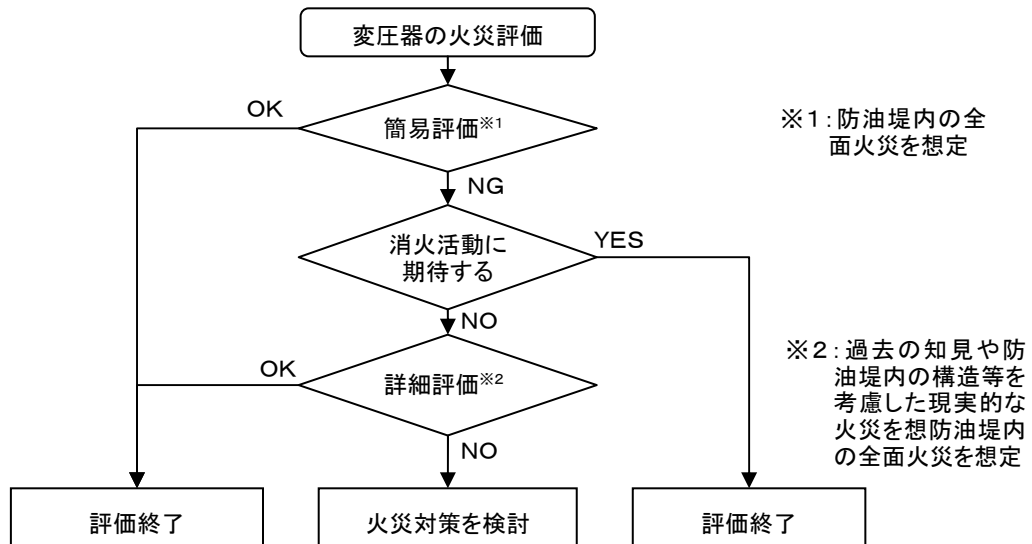 変圧器の火災評価
OK
簡易評価※1
※1:防油堤内の全
面火災を想定
NG
消火活動に
期待する
YES
NO
OK
詳細評価※2
※2:過去の知見や防
油堤内の構造等を
考慮した現実的な
火災を想防油堤内
の全面火災を想定
NO
評価終了
火災対策を検討
評価終了